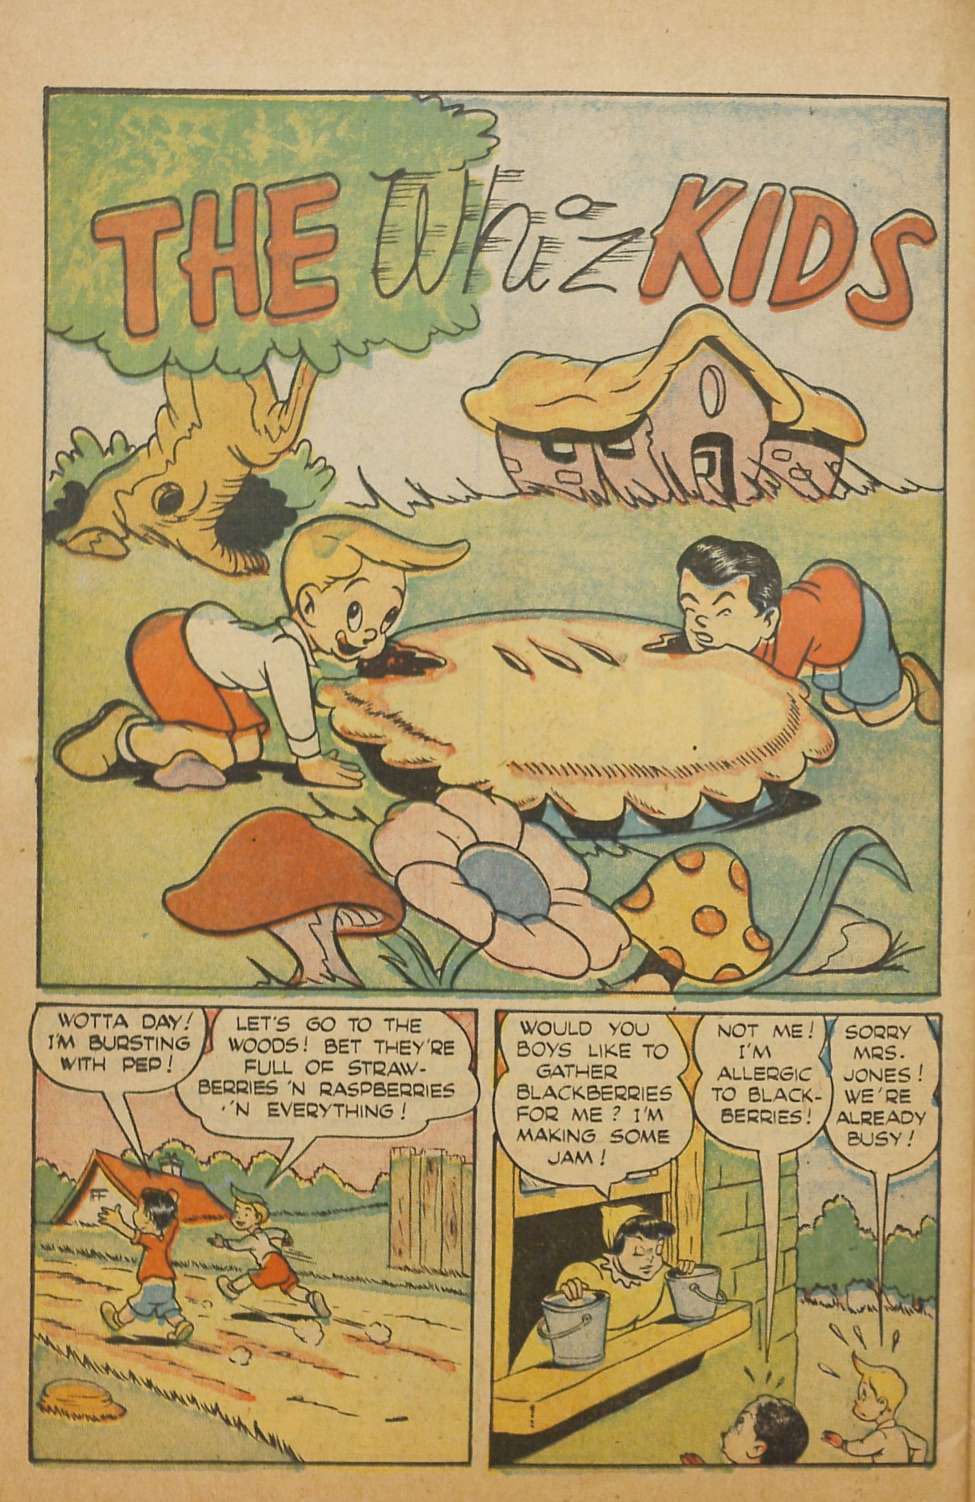 THE Whiz KIDS
WOTTA DAY!
I'M BURSTING
WITH PEP!
LET'S GO TO THE
WOODS! BET THEY'RE
FULL OF STRAW-
BERRIES 'N RASPBERRIES
'N EVERYTHING!
WOULD YOU
BOYS LIKE TO
GATHER
BLACKBERRIES
FOR ME? I'M
MAKING SOME
JAM!
NOT ME!
I'M
ALLERGIC
TO BLACK-
BERRIES!
SORRY
MRS.
JONES!
WE'RE
ALREADY
BUSY!